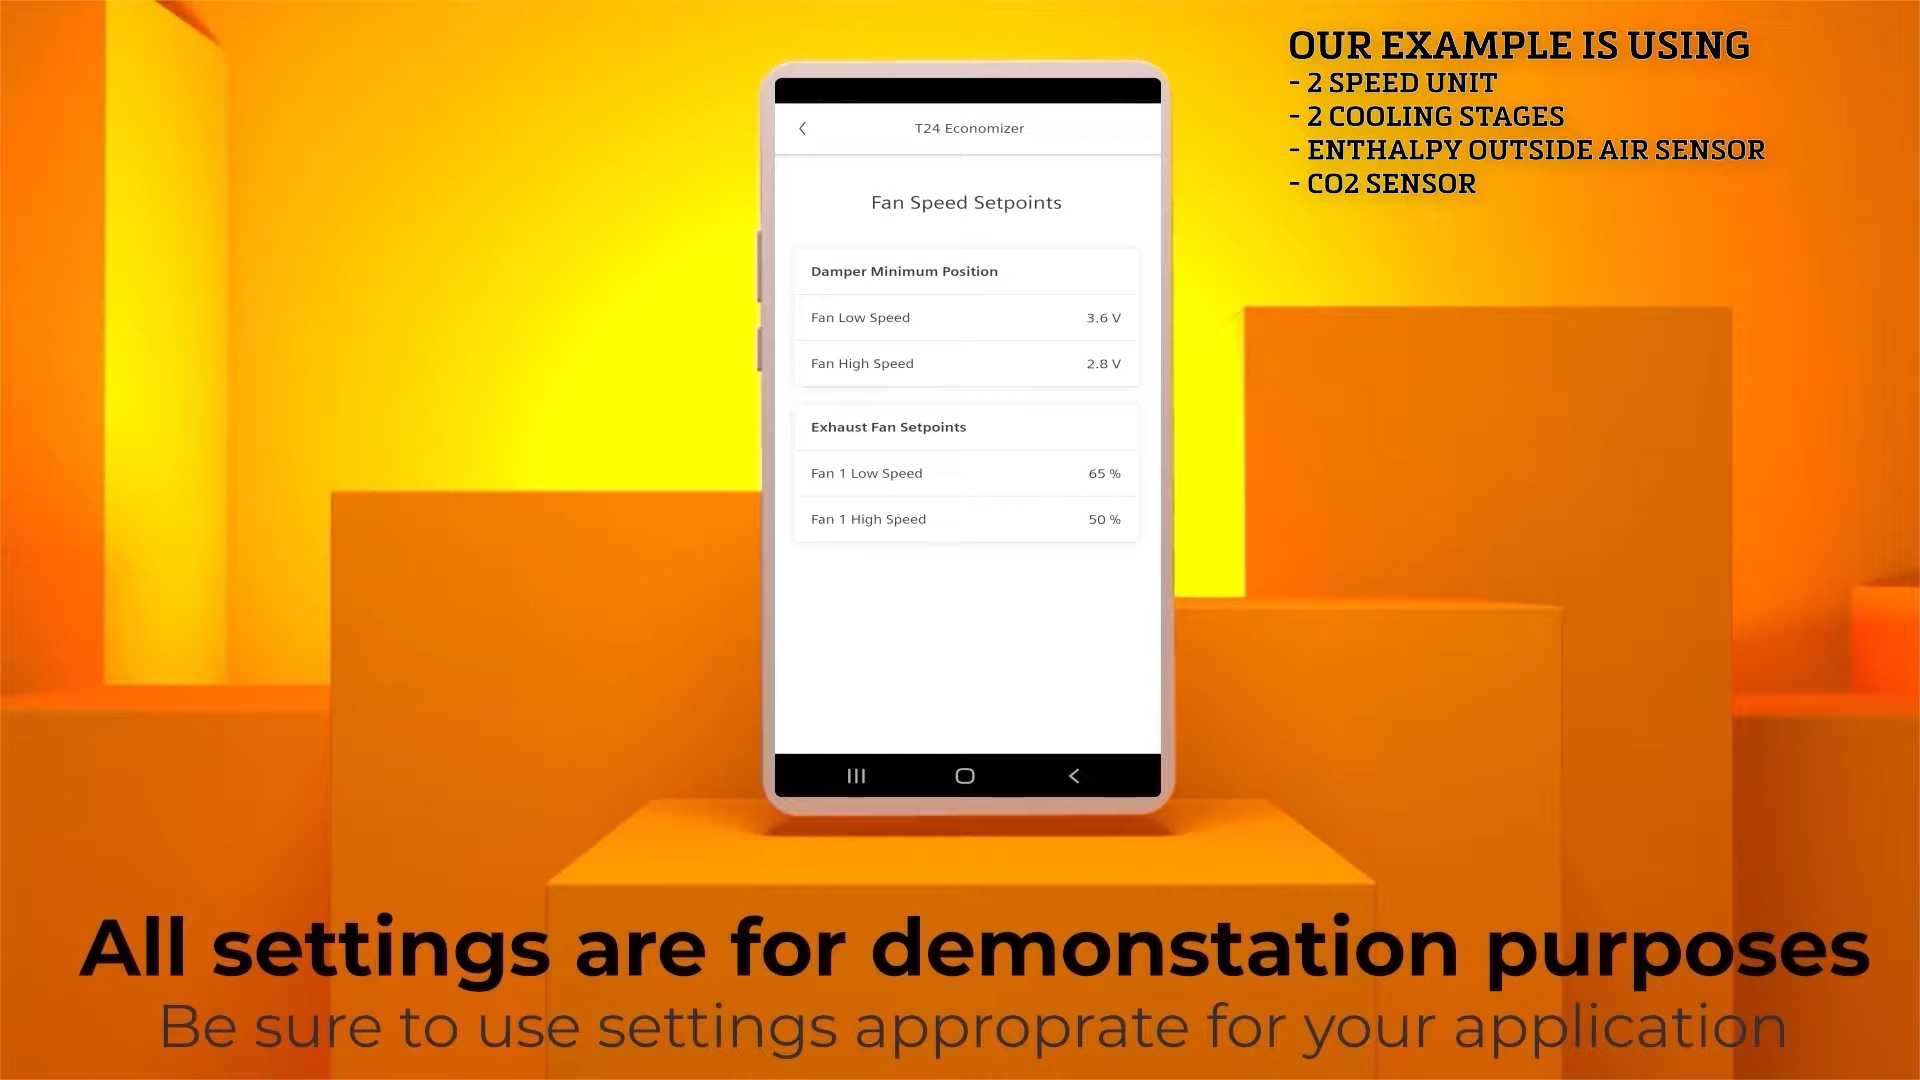 OUR EXAMPLE IS USING
- 2 SPEED UNIT
- 2 COOLING STAGES
- ENTHALPY OUTSIDE AIR SENSOR
- CO2 SENSOR
T24 Economizer
Fan Speed Setpoints
Damper Minimum Position
Fan Low Speed 3.6 V
Fan High Speed 2.8 V
Exhaust Fan Setpoints
Fan 1 Low Speed 65 %
Fan 1 High Speed 50 %
All settings are for demonstation purposes
Be sure to use settings approprate for your application